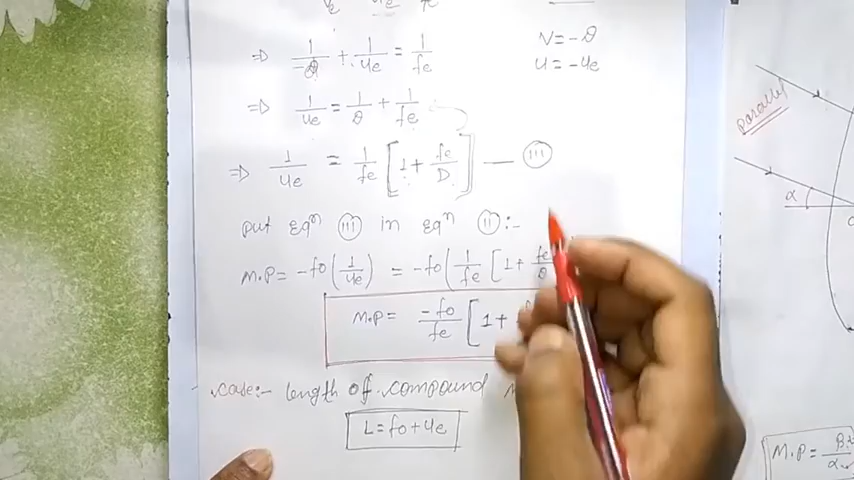 V = -D
⇒ 1/-D + 1/ue = 1/fe
u = -ue
⇒ 1/ue = 1/D + 1/fe
⇒ 1/ue = 1/fe [1 + fe/D] — (III)
put eqⁿ (III) in eqⁿ (II) :-
M.P = -fo (1/ue) = -fo (1/fe [1 + fe/D
M.P = -fo/fe [1 +
case:- Length of compound
L = fo + ue
parallel
α
M.P =